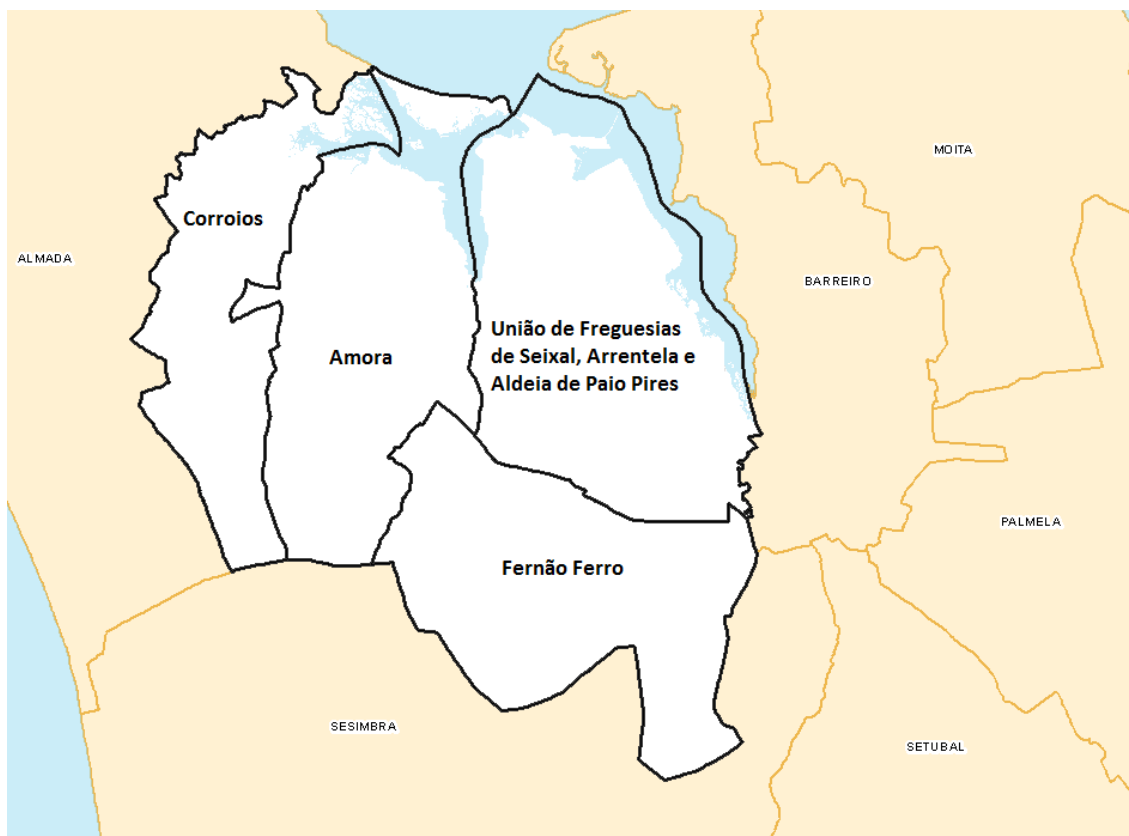 MOITA
Corroios
ALMADA
BARREIRO
União de Freguesias
de Seixal, Arrentela e
Aldeia de Paio Pires
Amora
PALMELA
Fernão Ferro
SESIMBRA
SETUBAL